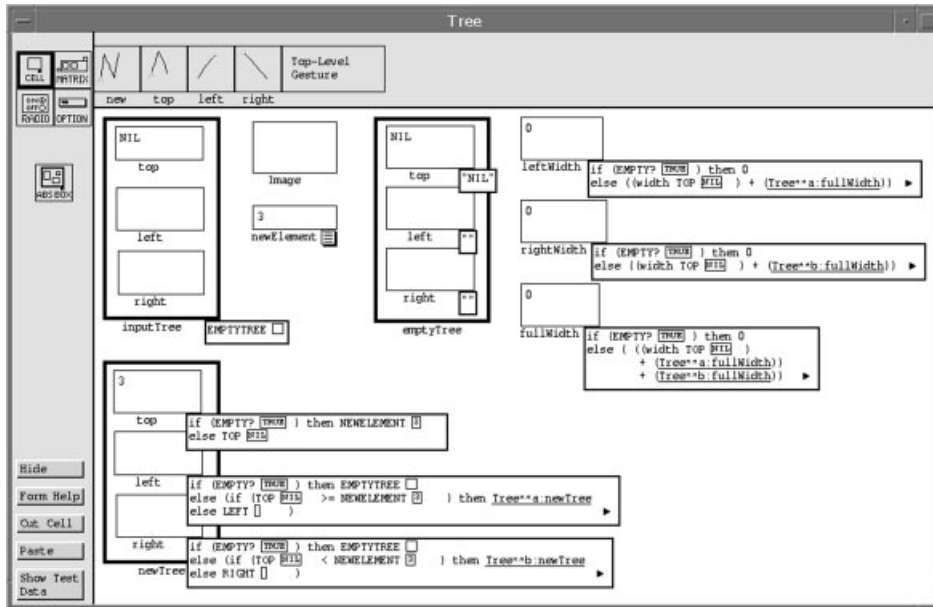 Tree
CELL MATRIX
RADIO OPTION
ABSBOX
new top left right
Top-Level
Gesture
NIL
top
left
right
inputTree
EMPTYTREE
Image
3
newElement
NIL
top
"NIL"
left
""
right
""
emptyTree
0
leftWidth
if (EMPTY? TRUE ) then 0
else ((width TOP NIL ) + (Tree^^a:fullWidth))
0
rightWidth
if (EMPTY? TRUE ) then 0
else ((width TOP NIL ) + (Tree^^b:fullWidth))
0
fullWidth
if (EMPTY? TRUE ) then 0
else ( ((width TOP NIL )
+ (Tree^^a:fullWidth))
+ (Tree^^b:fullWidth))
3
top
if (EMPTY? TRUE ) then NEWELEMENT 3
else TOP NIL
left
if (EMPTY? TRUE ) then EMPTYTREE
else (if (TOP NIL >= NEWELEMENT 3 ) then Tree^^a:newTree
else LEFT )
right
if (EMPTY? TRUE ) then EMPTYTREE
else (if (TOP NIL < NEWELEMENT 3 ) then Tree^^b:newTree
else RIGHT )
newTree
Hide
Form Help
Cut Cell
Paste
Show Test
Data